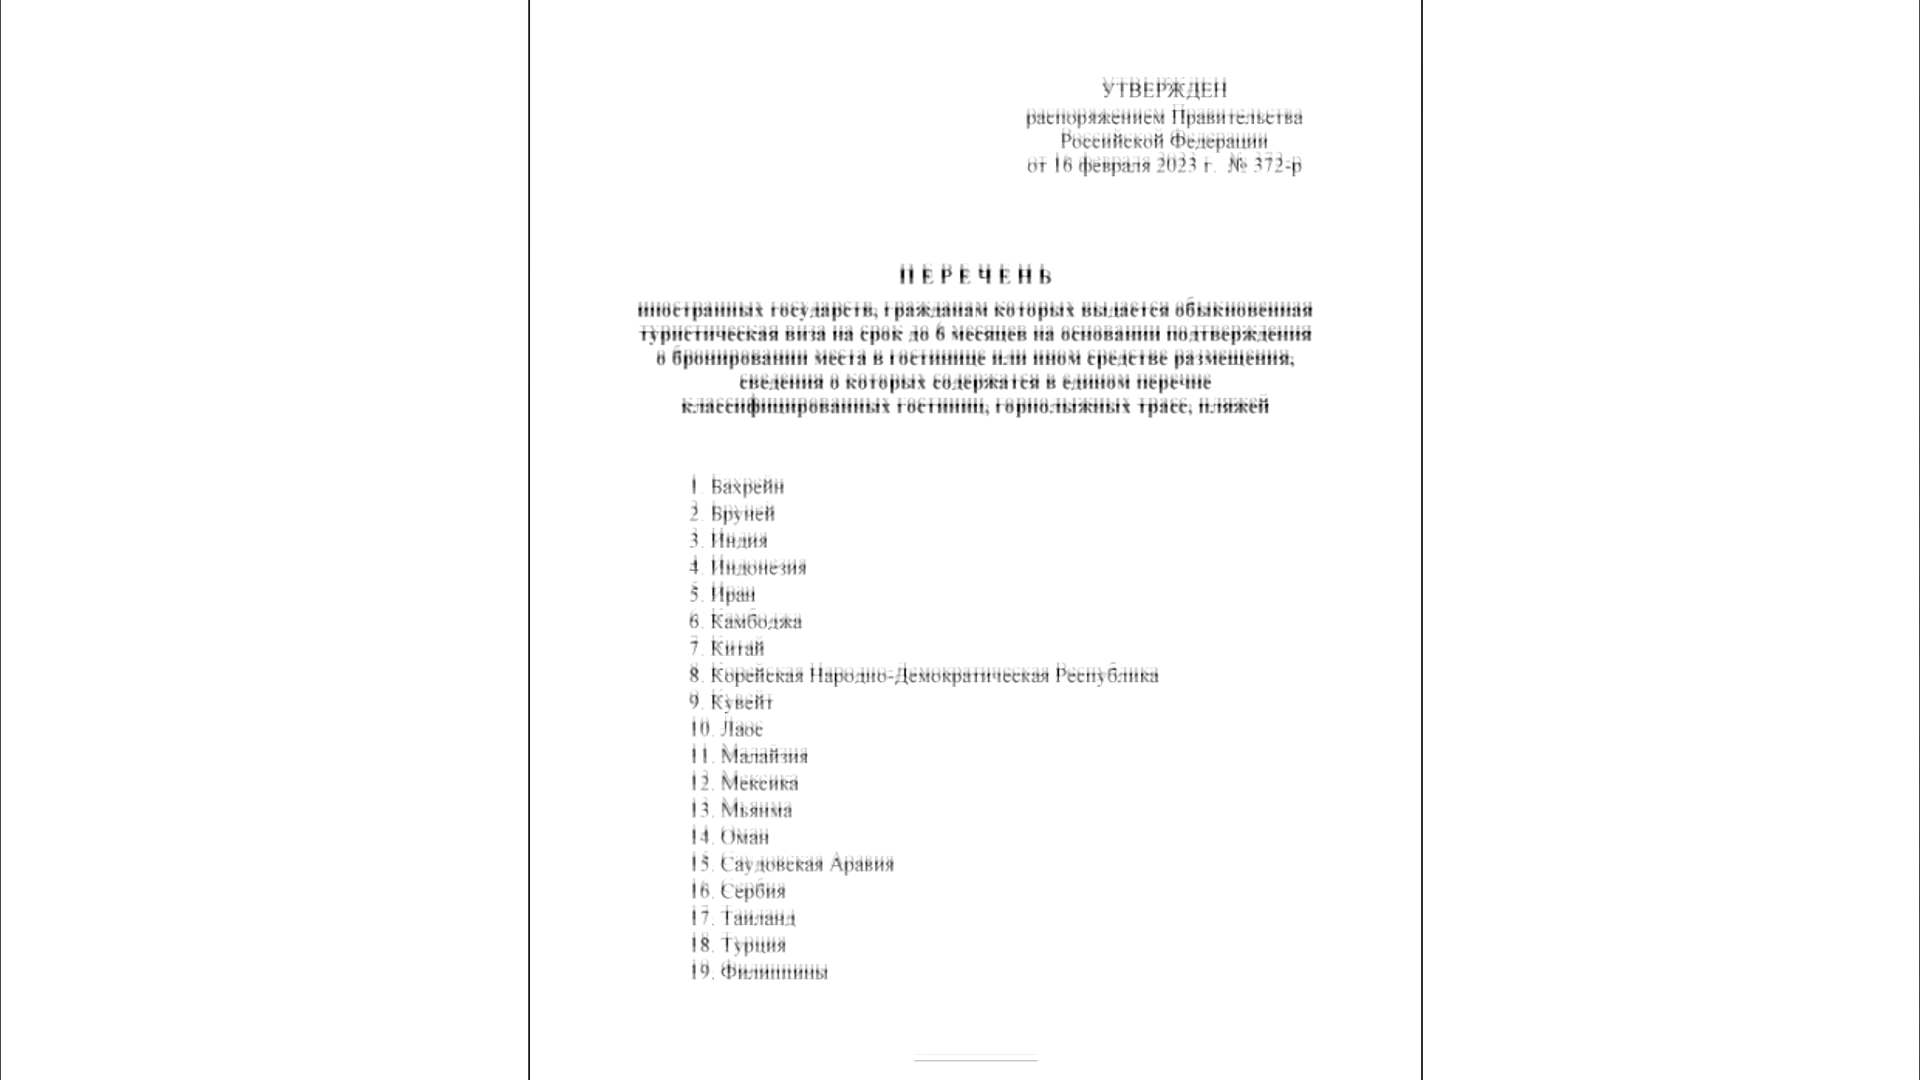 УТВЕРЖДЕН
распоряжением Правительства
Российской Федерации
от 16 февраля 2023 г. № 372-р
ПЕРЕЧЕНЬ
иностранных государств, гражданам которых выдается обыкновенная
туристическая виза на срок до 6 месяцев на основании подтверждения
о бронировании места в гостинице или ином средстве размещения,
сведения о которых содержатся в едином перечне
классифицированных гостиниц, горнолыжных трасс, пляжей
1. Бахрейн
2. Бруней
3. Индия
4. Индонезия
5. Иран
6. Камбоджа
7. Китай
8. Корейская Народно-Демократическая Республика
9. Кувейт
10. Лаос
11. Малайзия
12. Мексика
13. Мьянма
14. Оман
15. Саудовская Аравия
16. Сербия
17. Таиланд
18. Турция
19. Филиппины